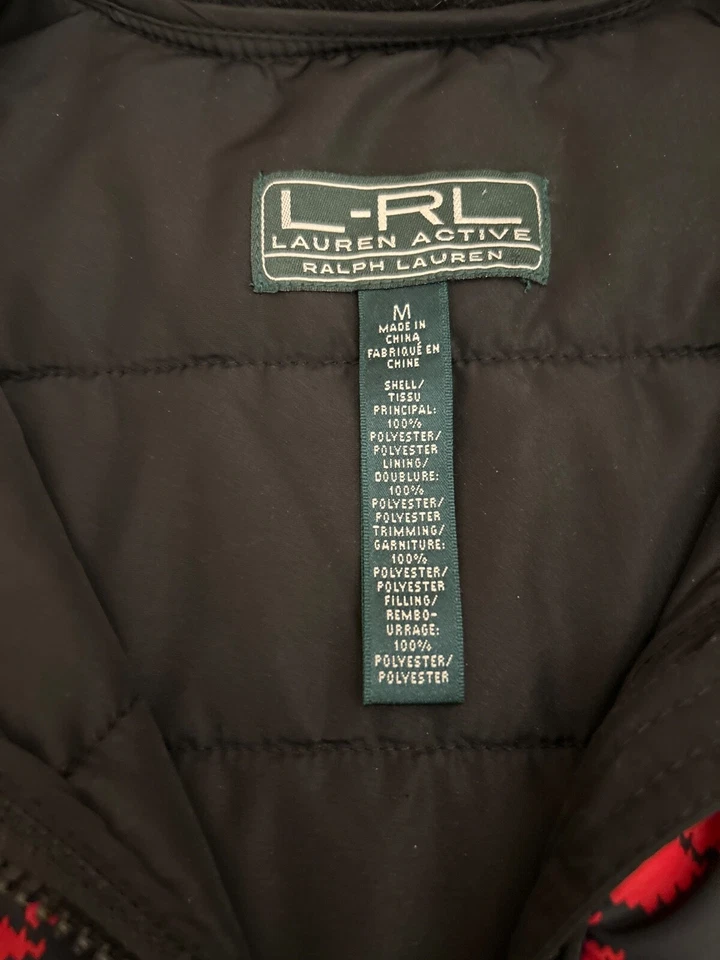 L-RL
LAUREN ACTIVE
RALPH LAUREN
M
MADE IN
CHINA
FABRIQUÉ EN
CHINE
SHELL/
TISSU
PRINCIPAL:
100%
POLYESTER/
POLYESTER
LINING/
DOUBLURE:
100%
POLYESTER/
POLYESTER
TRIMMING/
GARNITURE:
100%
POLYESTER/
POLYESTER
FILLING/
REMBO-
URRAGE:
100%
POLYESTER/
POLYESTER